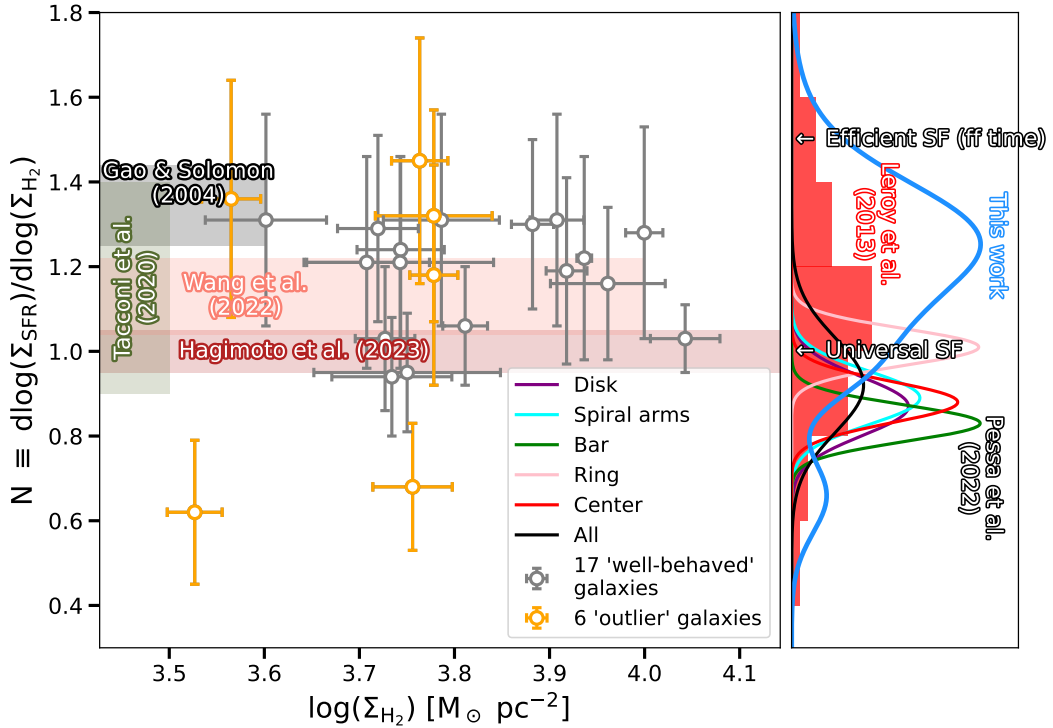 1.8
1.6
1.4
1.2
1.0
0.8
0.6
0.4
N ≡ dlog(Σ_SFR)/dlog(Σ_H₂)
3.5
3.6
3.7
3.8
3.9
4.0
4.1
log(Σ_H₂) [M_⊙ pc⁻²]
Gao & Solomon
(2004)
Tacconi et al.
(2020)
Wang et al.
(2022)
Hagimoto et al. (2023)
Disk
Spiral arms
Bar
Ring
Center
All
17 'well-behaved'
galaxies
6 'outlier' galaxies
← Efficient SF (ff time)
Leroy et al.
(2013)
This work
← Universal SF
Pessa et al.
(2022)